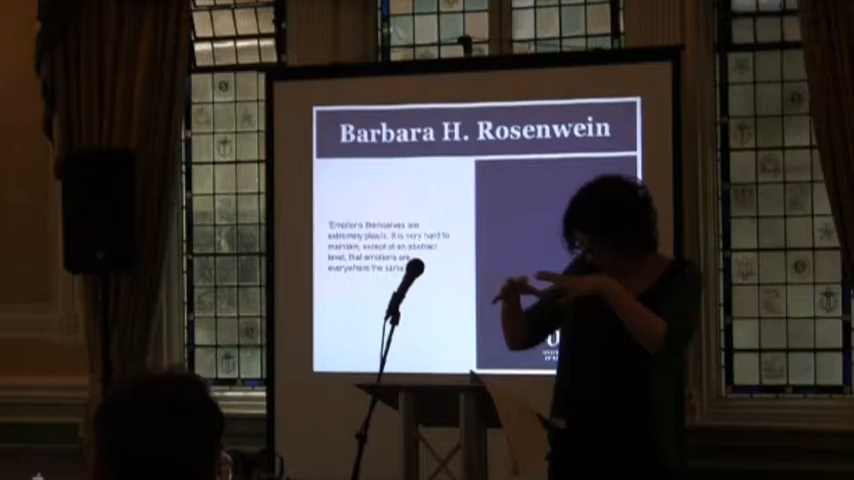 Barbara H. Rosenwein
'Emotions themselves are
extremely plastic. It is very hard to
maintain, except at an abstract
level, that emotions are
everywhere the same